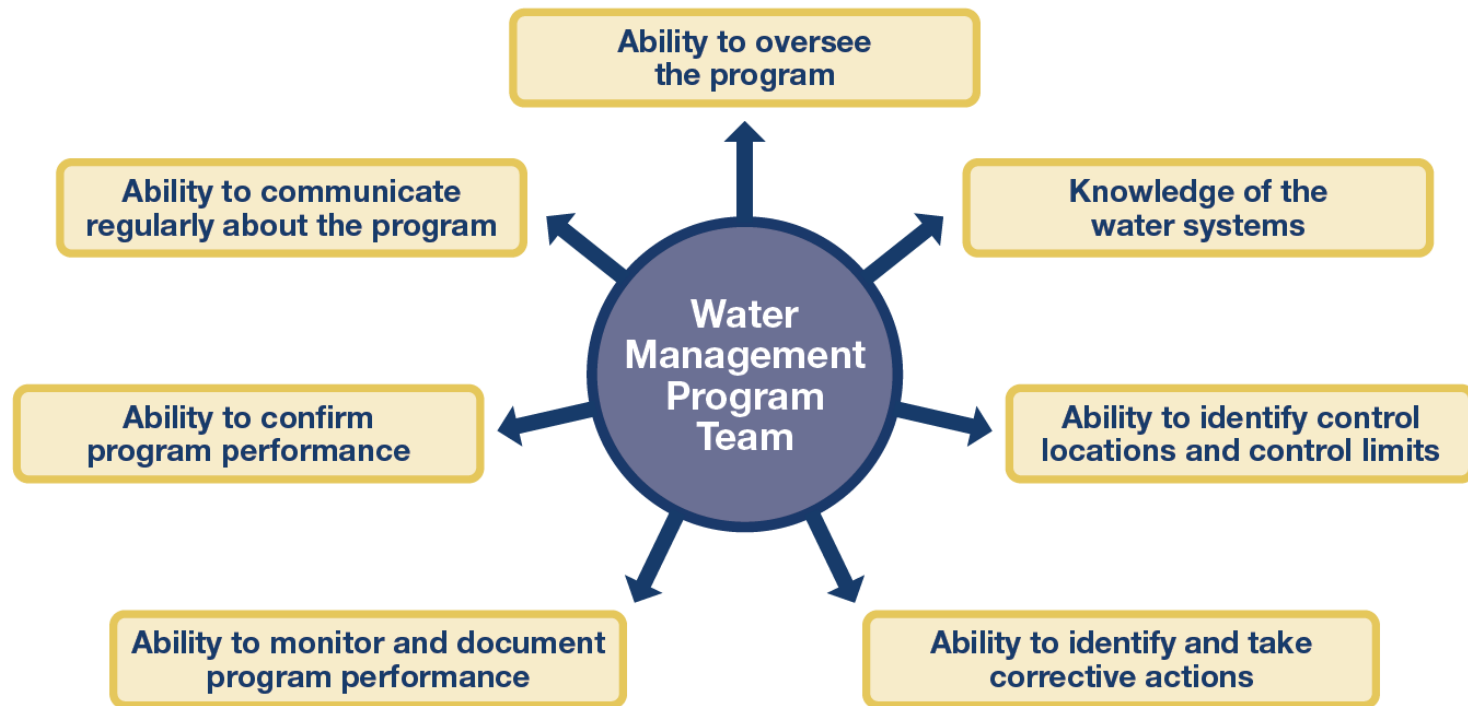 Ability to oversee
the program
Ability to communicate
regularly about the program
Knowledge of the
water systems
Water
Management
Program
Team
Ability to confirm
program performance
Ability to identify control
locations and control limits
Ability to monitor and document
program performance
Ability to identify and take
corrective actions